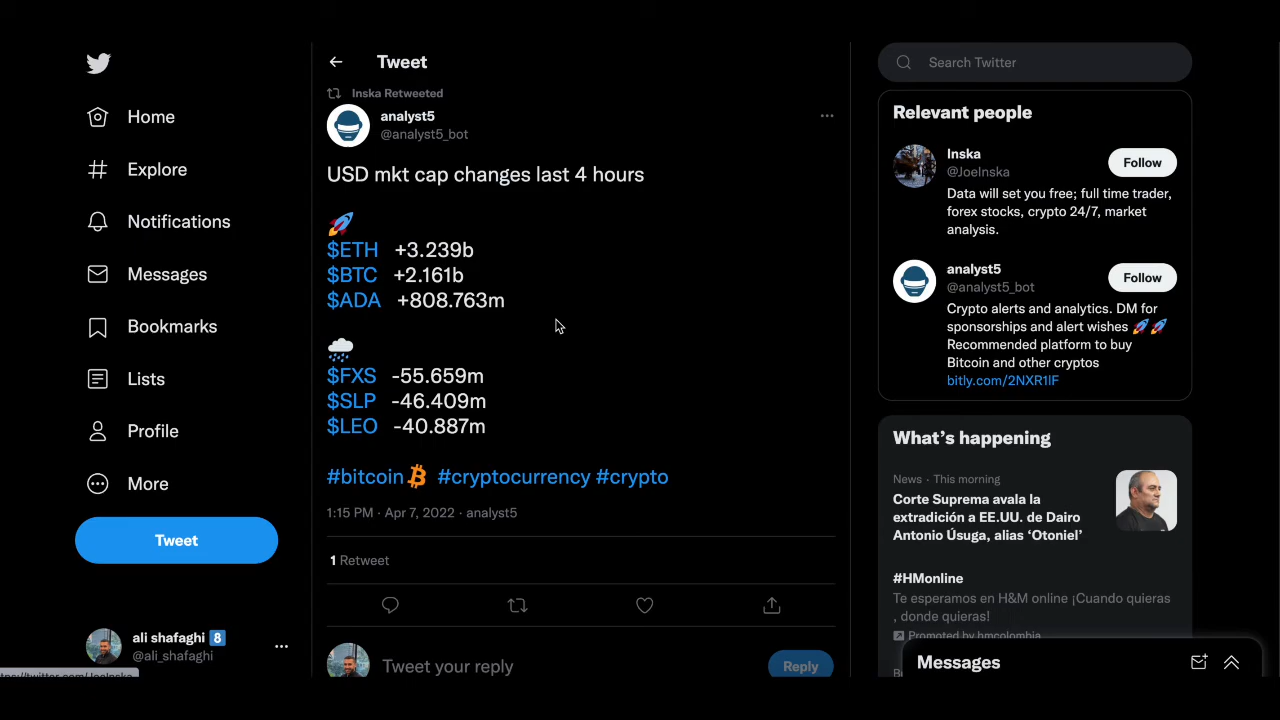 Home
Explore
Notifications
Messages
Bookmarks
Lists
Profile
More
Tweet
ali shafaghi 8
@ali_shafaghi
Tweet
Inska Retweeted
analyst5
@analyst5_bot
USD mkt cap changes last 4 hours
$ETH +3.239b
$BTC +2.161b
$ADA +808.763m
$FXS -55.659m
$SLP -46.409m
$LEO -40.887m
#bitcoin #cryptocurrency #crypto
1:15 PM · Apr 7, 2022 · analyst5
1 Retweet
Tweet your reply
Reply
Search Twitter
Relevant people
Inska
@JoeInska
Follow
Data will set you free; full time trader,
forex stocks, crypto 24/7, market
analysis.
analyst5
@analyst5_bot
Follow
Crypto alerts and analytics. DM for
sponsorships and alert wishes
Recommended platform to buy
Bitcoin and other cryptos
bitly.com/2NXR1lF
What's happening
News · This morning
Corte Suprema avala la
extradición a EE.UU. de Dairo
Antonio Úsuga, alias ‘Otoniel’
#HMonline
Te esperamos en H&M online ¡Cuando quieras
, donde quieras!
Promoted by hmcolombia
Messages